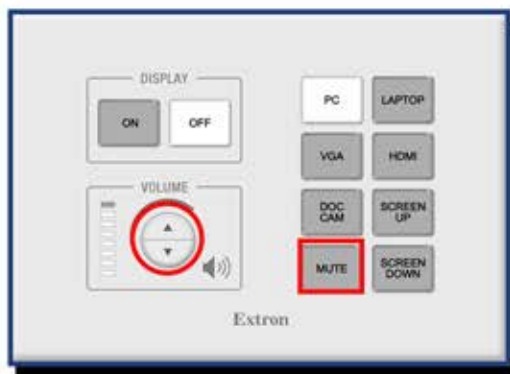 DISPLAY
ON OFF
VOLUME
PC LAPTOP
VGA HDMI
DOC CAM
SCREEN UP
MUTE
SCREEN DOWN
Extron